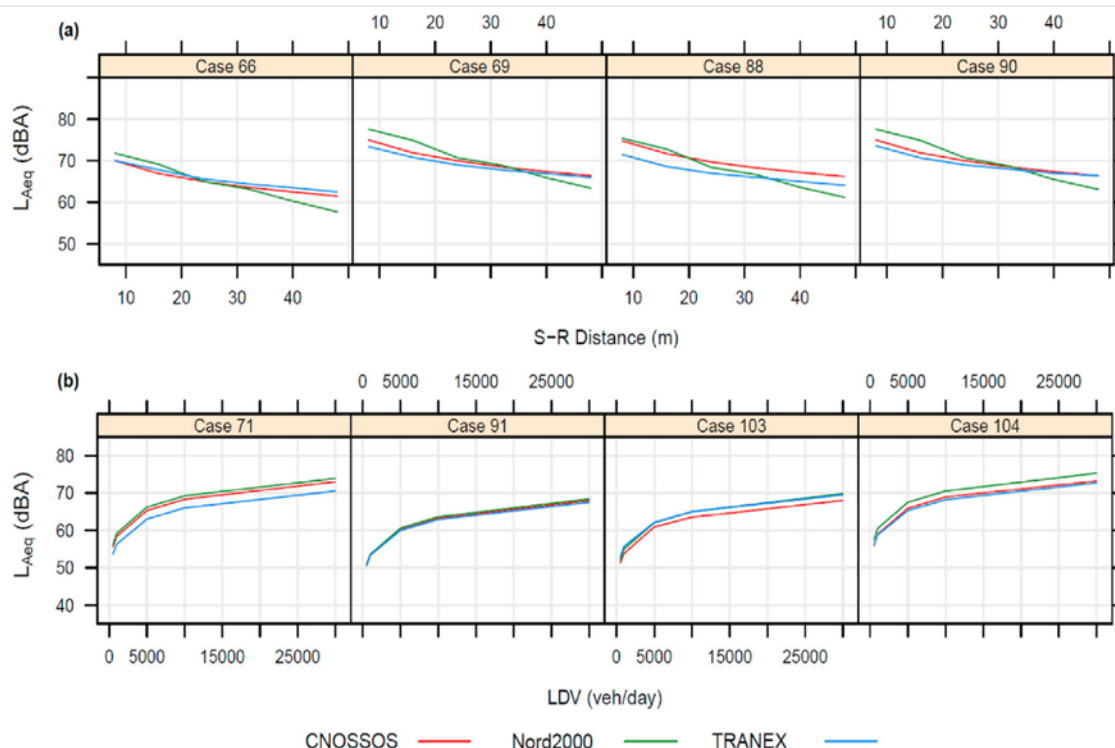 (a)
10 20 30 40 10 20 30 40
Case 66 Case 69 Case 88 Case 90
LAeq (dBA)
80
70
60
50
10 20 30 40 10 20 30 40
S−R Distance (m)
(b)
0 5000 15000 25000 0 5000 15000 25000
Case 71 Case 91 Case 103 Case 104
LAeq (dBA)
80
70
60
50
40
0 5000 15000 25000 0 5000 15000 25000
LDV (veh/day)
CNOSSOS Nord2000 TRANEX